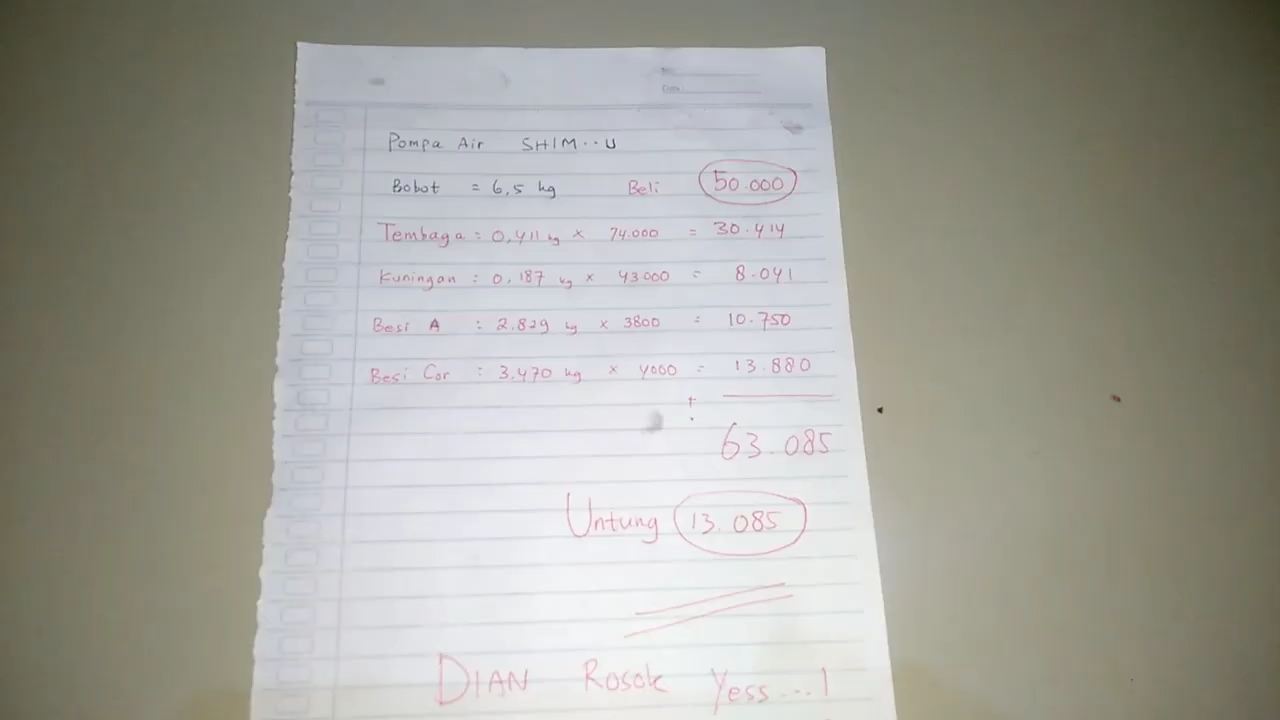 Pompa Air SHIM..U
Bobot = 6,5 kg Beli 50.000
Tembaga : 0,411 kg x 74.000 = 30.414
Kuningan : 0,187 kg x 43.000 = 8.041
Besi A : 2.829 kg x 3800 = 10.750
Besi Cor : 3.470 kg x 4000 = 13.880
+
63.085
Untung 13.085
DIAN Rosok Yess...!